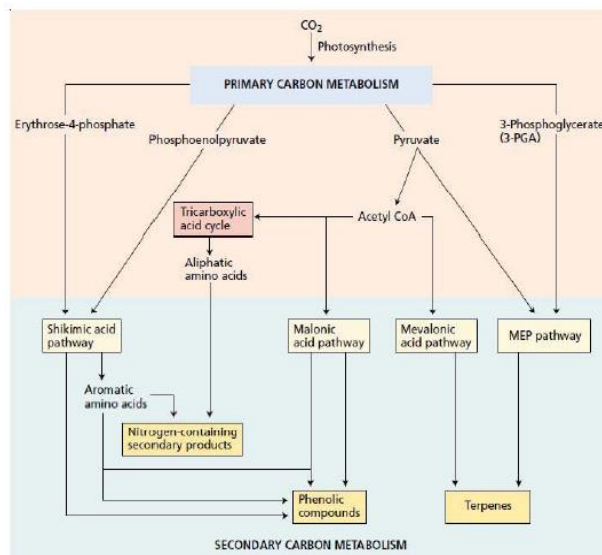 CO2
Photosynthesis
PRIMARY CARBON METABOLISM
Erythrose-4-phosphate
Phosphoenolpyruvate
Pyruvate
3-Phosphoglycerate
(3-PGA)
Tricarboxylic
acid cycle
Acetyl CoA
Aliphatic
amino acids
Shikimic acid
pathway
Malonic
acid pathway
Mevalonic
acid pathway
MEP pathway
Aromatic
amino acids
Nitrogen-containing
secondary products
Phenolic
compounds
Terpenes
SECONDARY CARBON METABOLISM